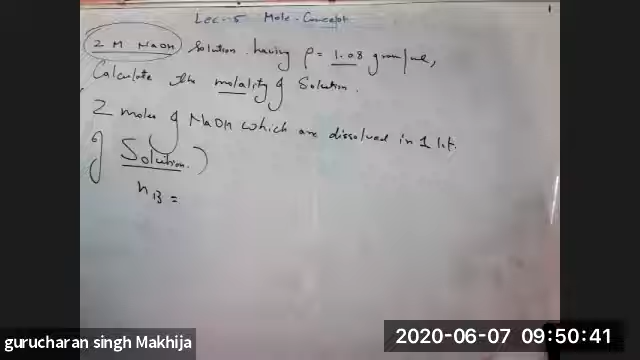 Lec-5 Mole-Concept
2 M NaOH Solution having ρ = 1.08 gram/ml,
Calculate the molality of Solution.
2 moles of NaOH which are dissolved in 1 lit.
of Solution)
n_B =
gurucharan singh Makhija
2020-06-07 09:50:41